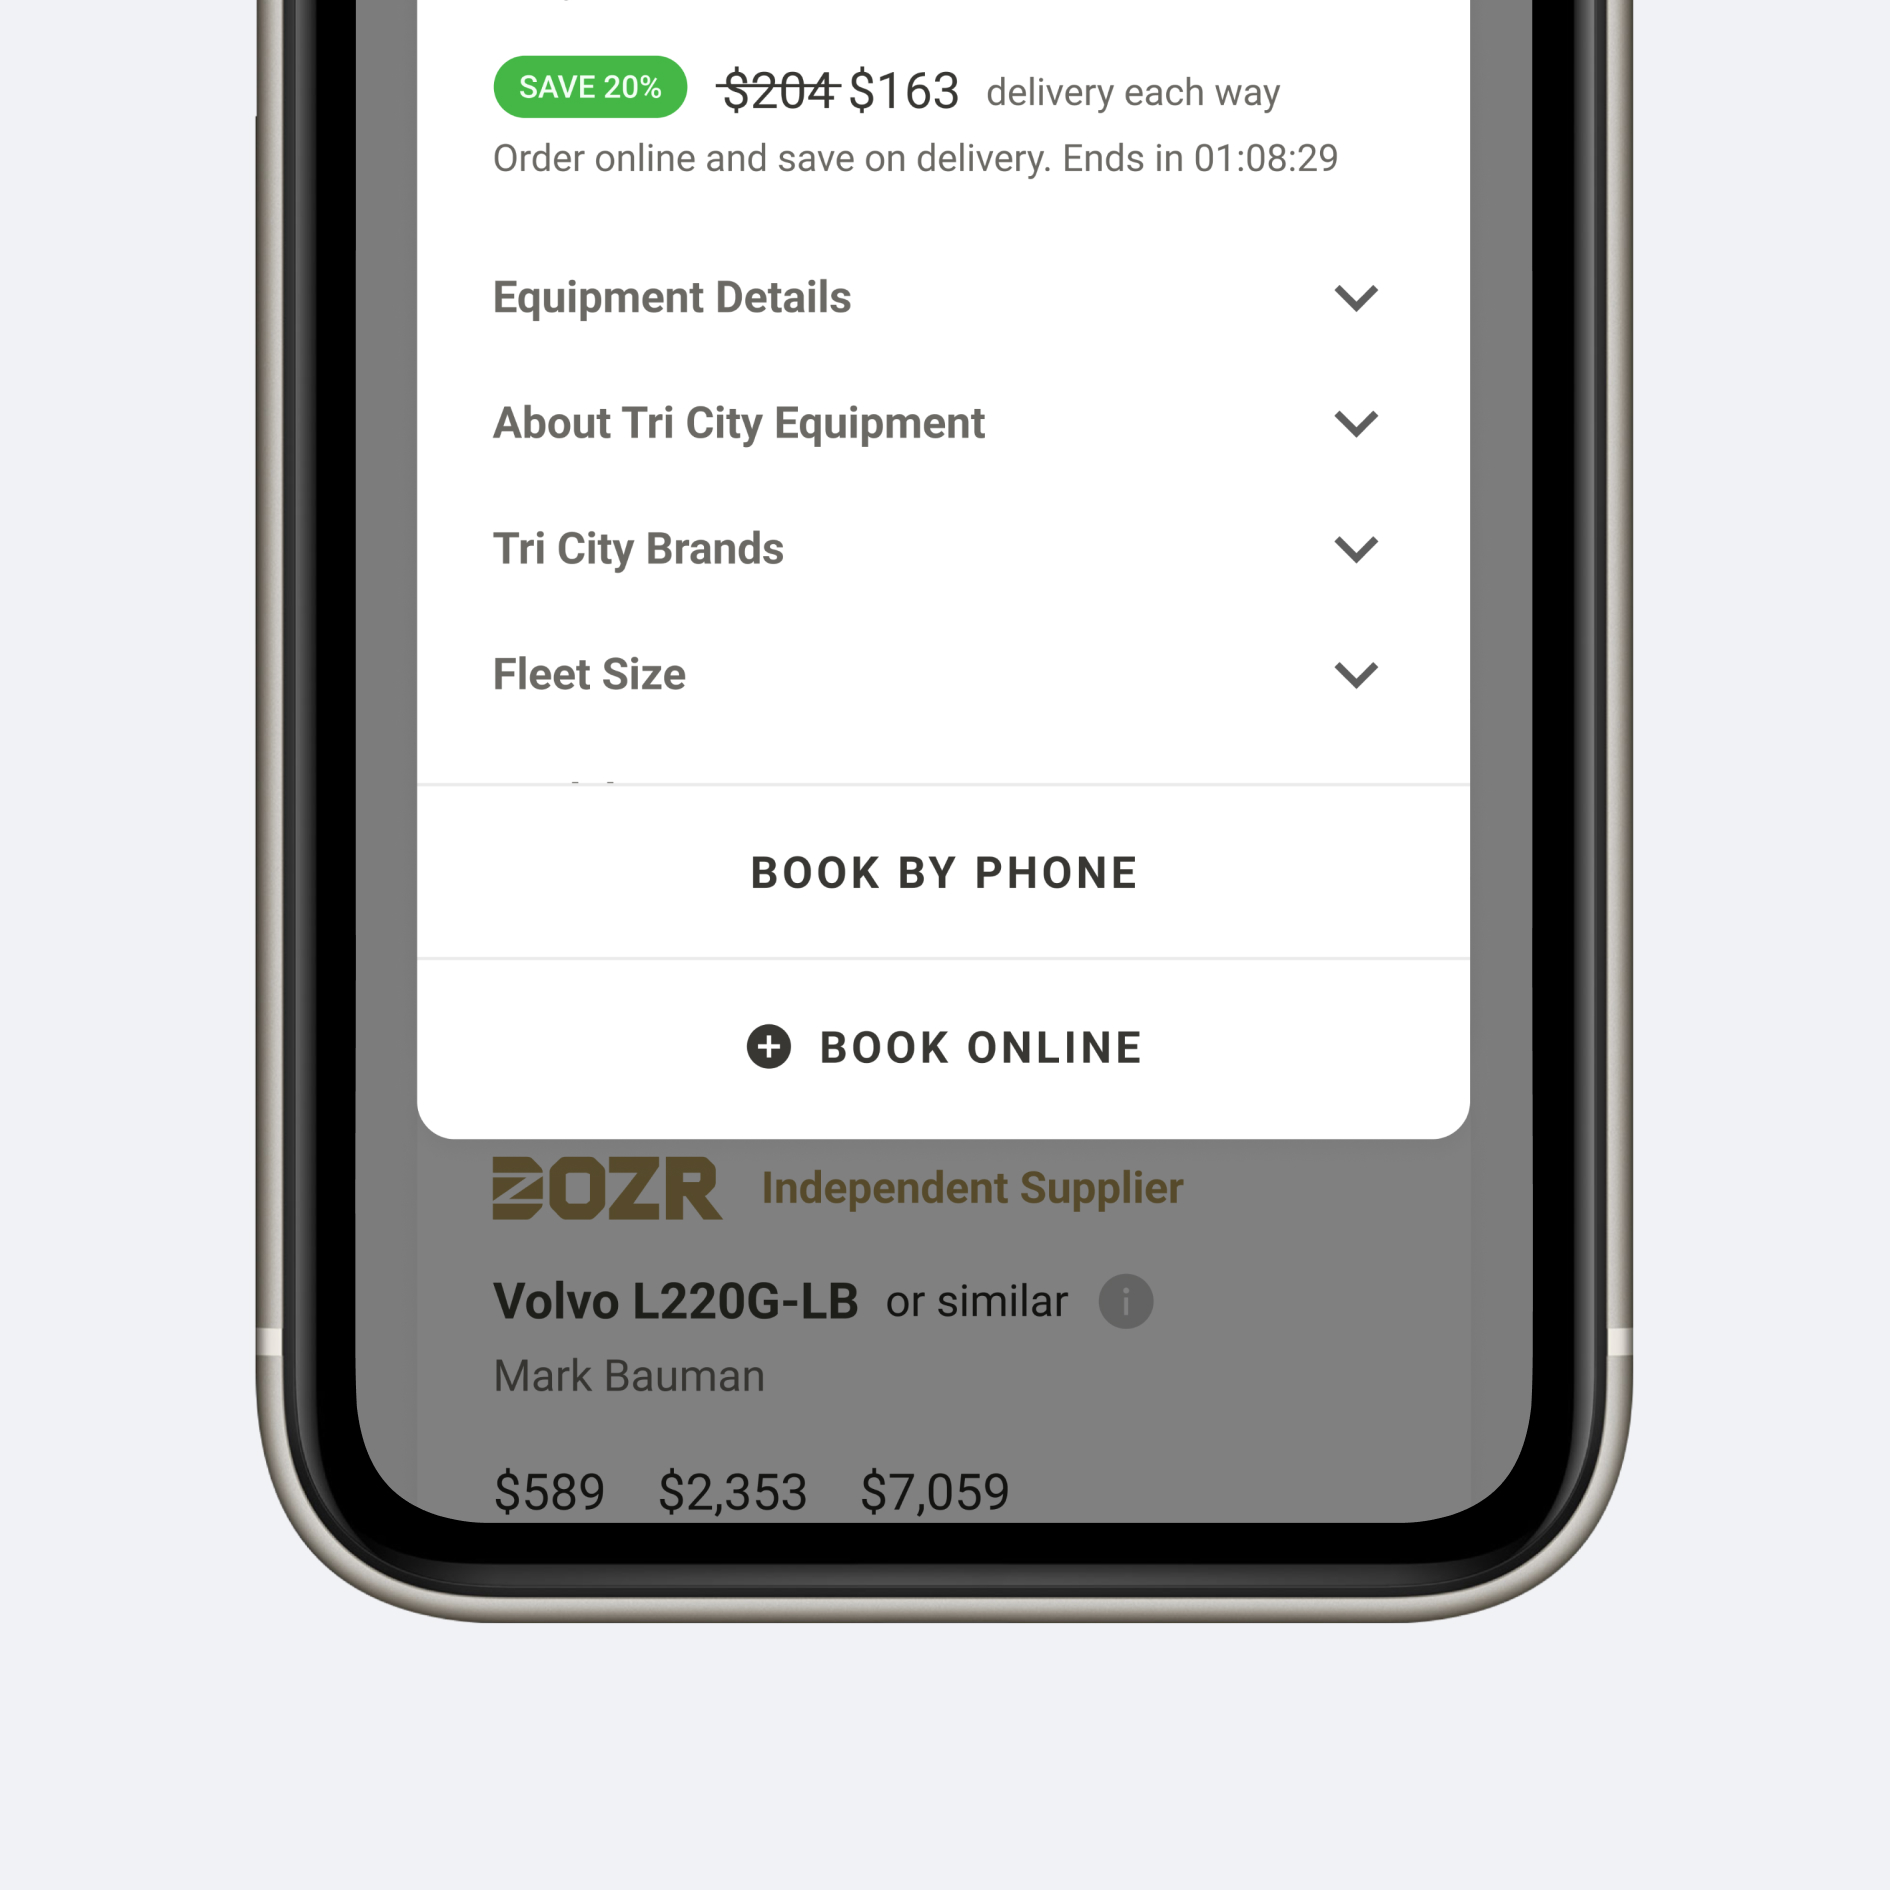 SAVE 20% $204 $163 delivery each way
Order online and save on delivery. Ends in 01:08:29
Equipment Details
About Tri City Equipment
Tri City Brands
Fleet Size
BOOK BY PHONE
BOOK ONLINE
DOZR Independent Supplier
Volvo L220G-LB or similar i
Mark Bauman
$589 $2,353 $7,059